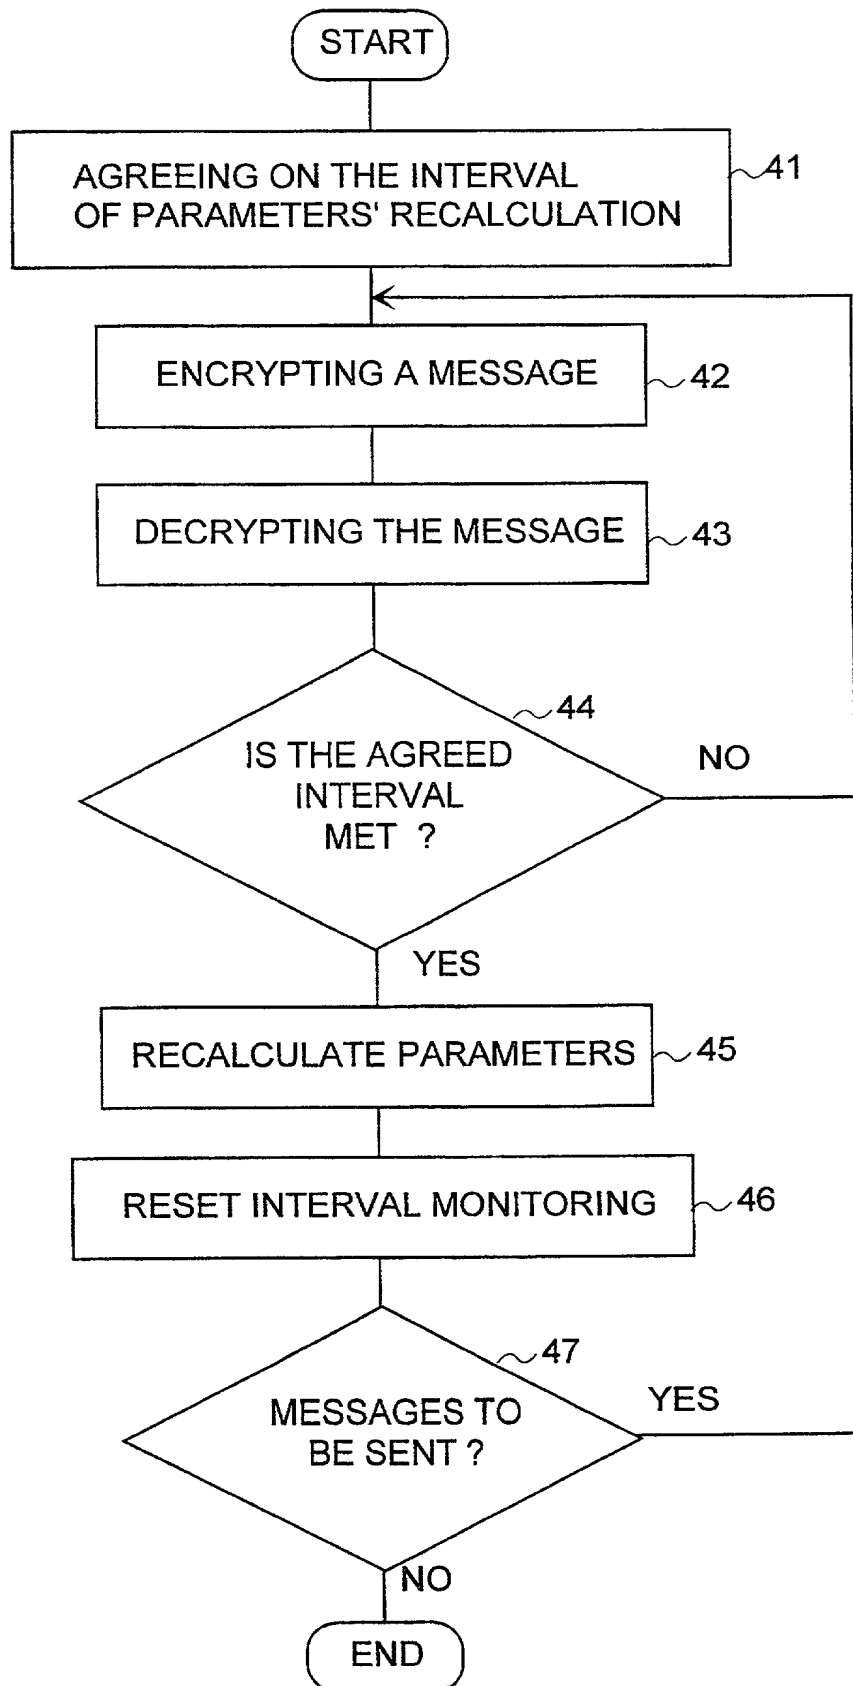 START
AGREEING ON THE INTERVAL
OF PARAMETERS' RECALCULATION
41
ENCRYPTING A MESSAGE
42
DECRYPTING THE MESSAGE
43
44
IS THE AGREED
INTERVAL
MET ?
NO
YES
RECALCULATE PARAMETERS
45
RESET INTERVAL MONITORING
46
47
MESSAGES TO
BE SENT ?
YES
NO
END